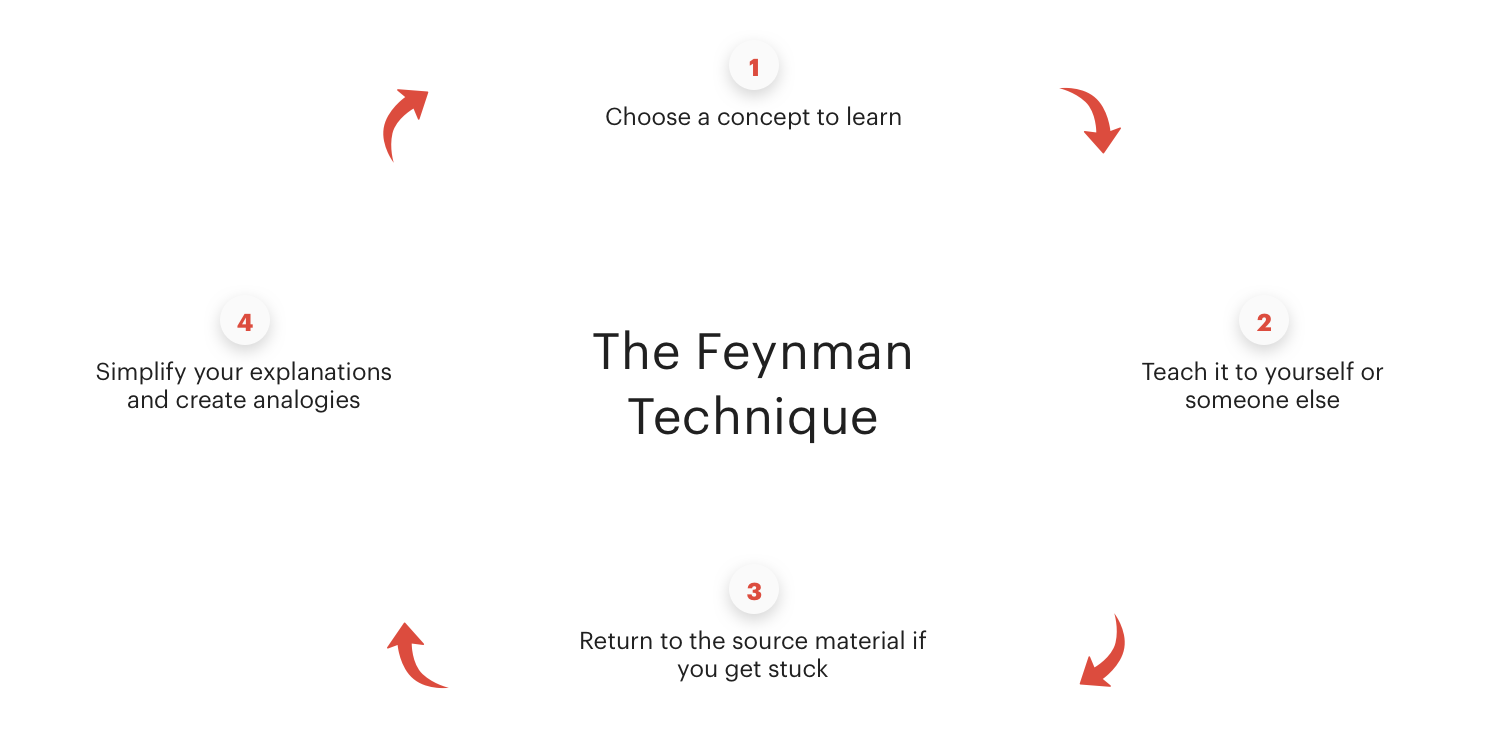 1
Choose a concept to learn
4
Simplify your explanations
and create analogies
The Feynman
Technique
2
Teach it to yourself or
someone else
3
Return to the source material if
you get stuck